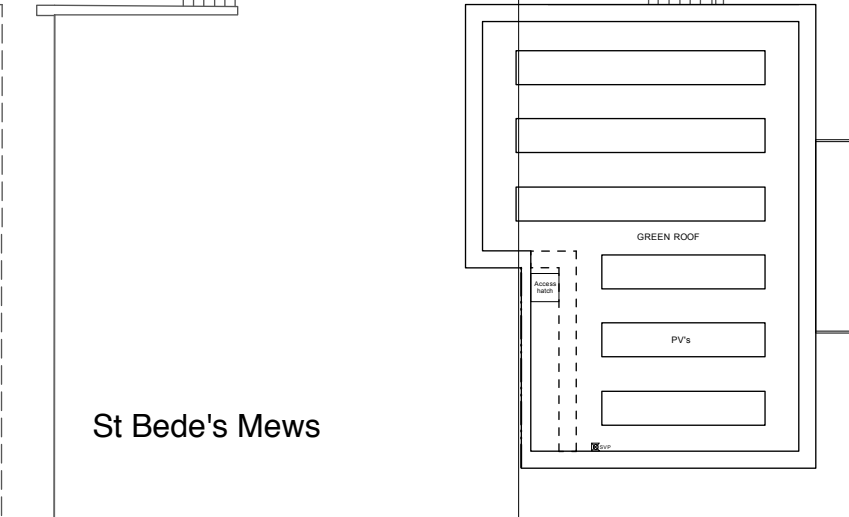 GREEN ROOF
Access
hatch
PV's
St Bede's Mews
SVP